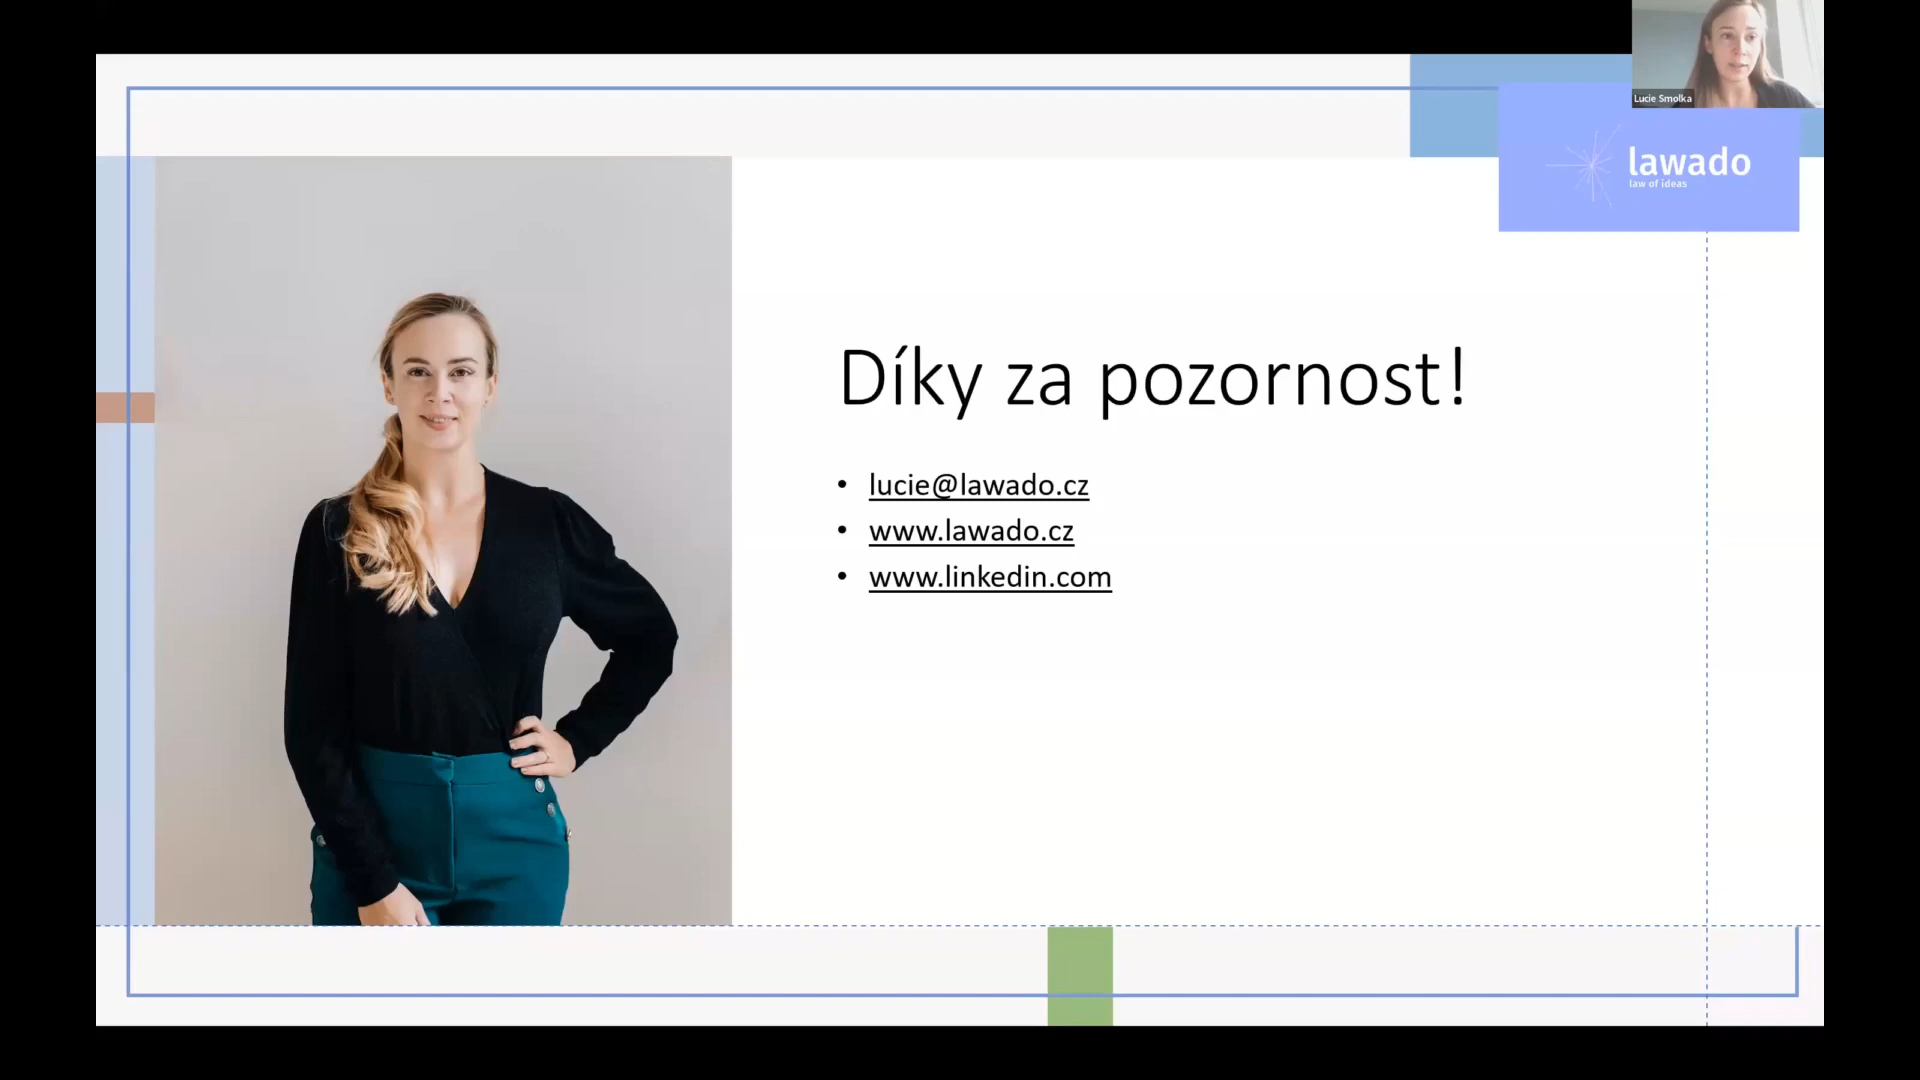 Lucie Smolka
lawado
law of ideas
Díky za pozornost!
• lucie@lawado.cz
• www.lawado.cz
• www.linkedin.com